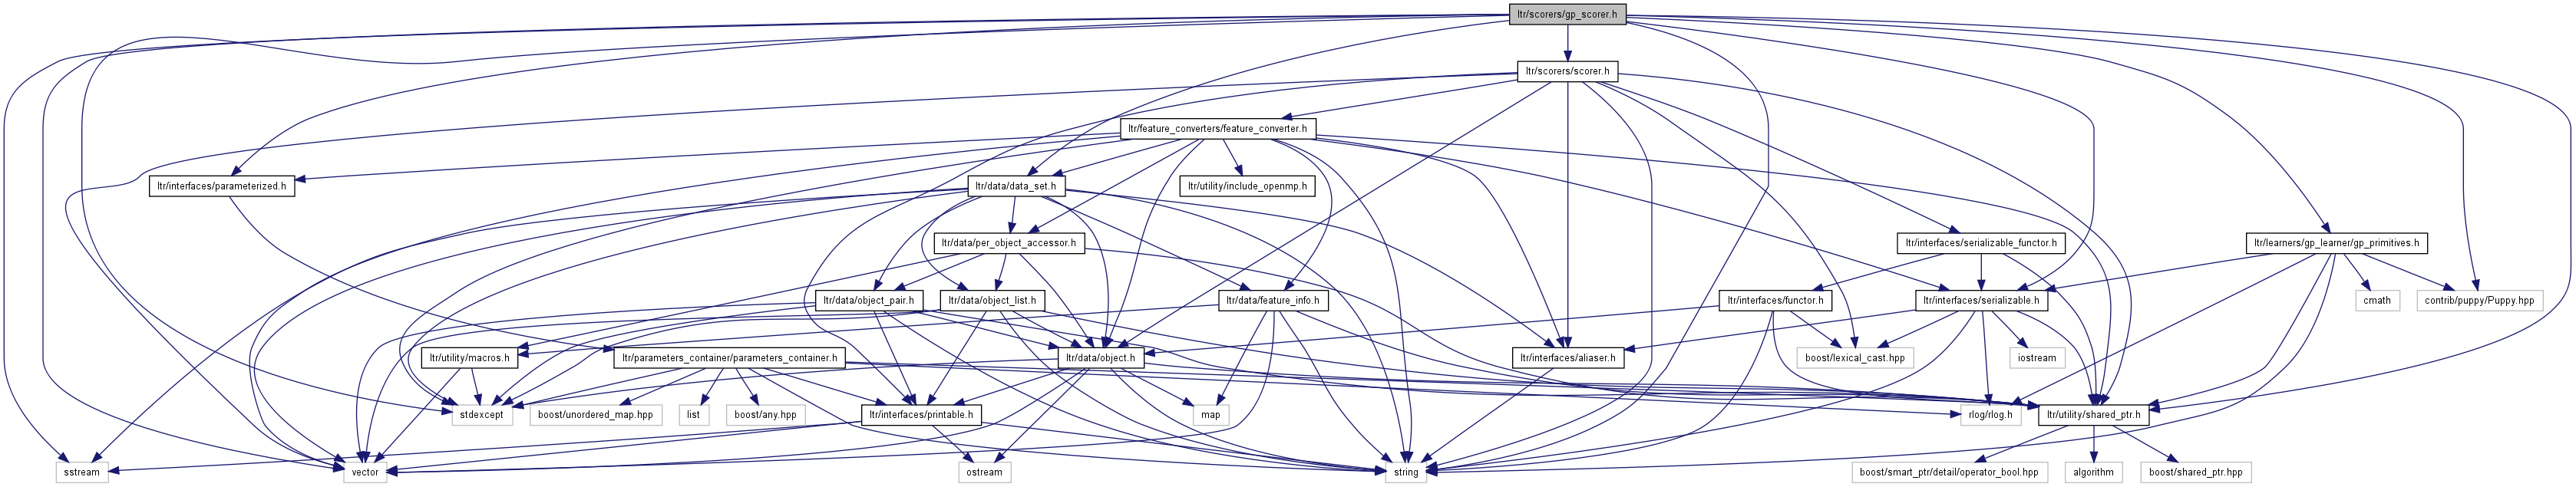 ltr/scorers/gp_scorer.h
ltr/scorers/scorer.h
ltr/feature_converters/feature_converter.h
ltr/interfaces/parameterized.h
ltr/data/data_set.h
ltr/utility/include_openmp.h
ltr/data/per_object_accessor.h
ltr/interfaces/serializable_functor.h
ltr/learners/gp_learner/gp_primitives.h
ltr/data/object_pair.h
ltr/data/object_list.h
ltr/data/feature_info.h
ltr/interfaces/functor.h
ltr/interfaces/serializable.h
cmath
contrib/puppy/Puppy.hpp
ltr/utility/macros.h
ltr/parameters_container/parameters_container.h
ltr/data/object.h
ltr/interfaces/aliaser.h
boost/lexical_cast.hpp
iostream
stdexcept
boost/unordered_map.hpp
list
boost/any.hpp
ltr/interfaces/printable.h
map
rlog/rlog.h
ltr/utility/shared_ptr.h
sstream
vector
ostream
string
boost/smart_ptr/detail/operator_bool.hpp
algorithm
boost/shared_ptr.hpp